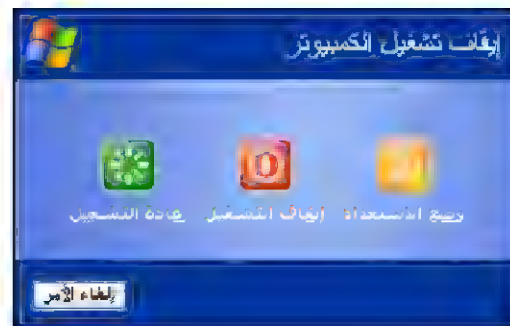 إيقاف تشغيل الكمبيوتر
وضع الاستعداد إيقاف التشغيل إعادة التشغيل
إلغاء الأمر